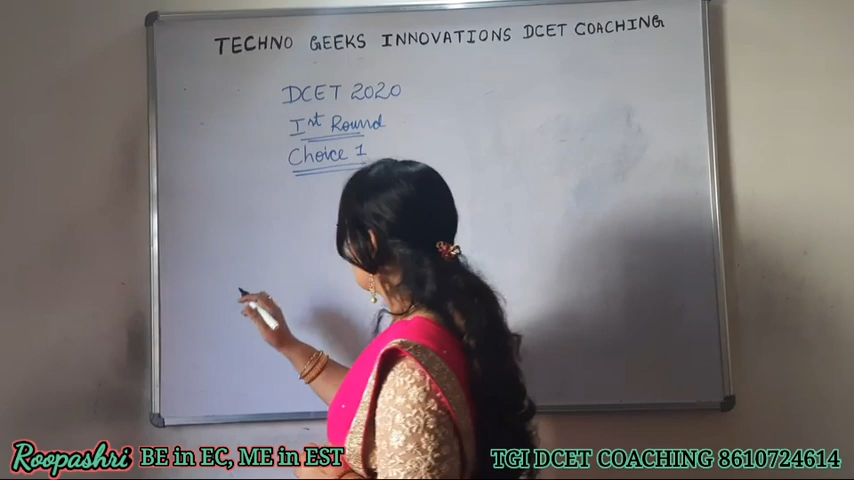 TECHNO GEEKS INNOVATIONS DCET COACHING
DCET 2020
Ist Round
Choice 1
Roopashri BE in EC, ME in EST
TGI DCET COACHING 8610724614